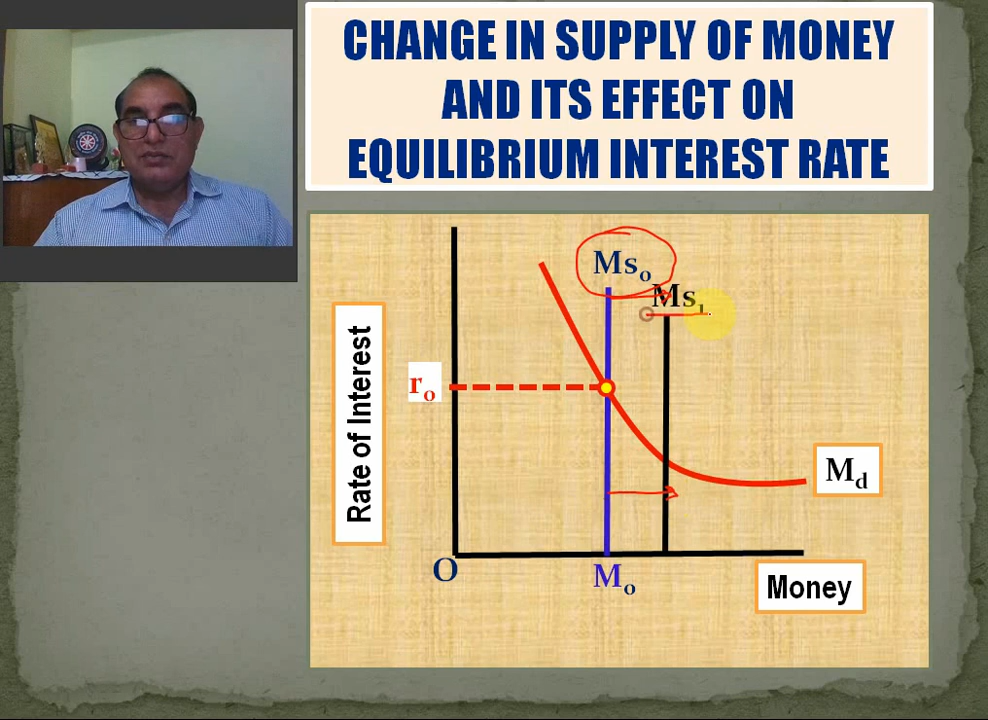 CHANGE IN SUPPLY OF MONEY
AND ITS EFFECT ON
EQUILIBRIUM INTEREST RATE
Ms₀
Ms₁
r₀
Rate of Interest
M_d
O
M₀
Money